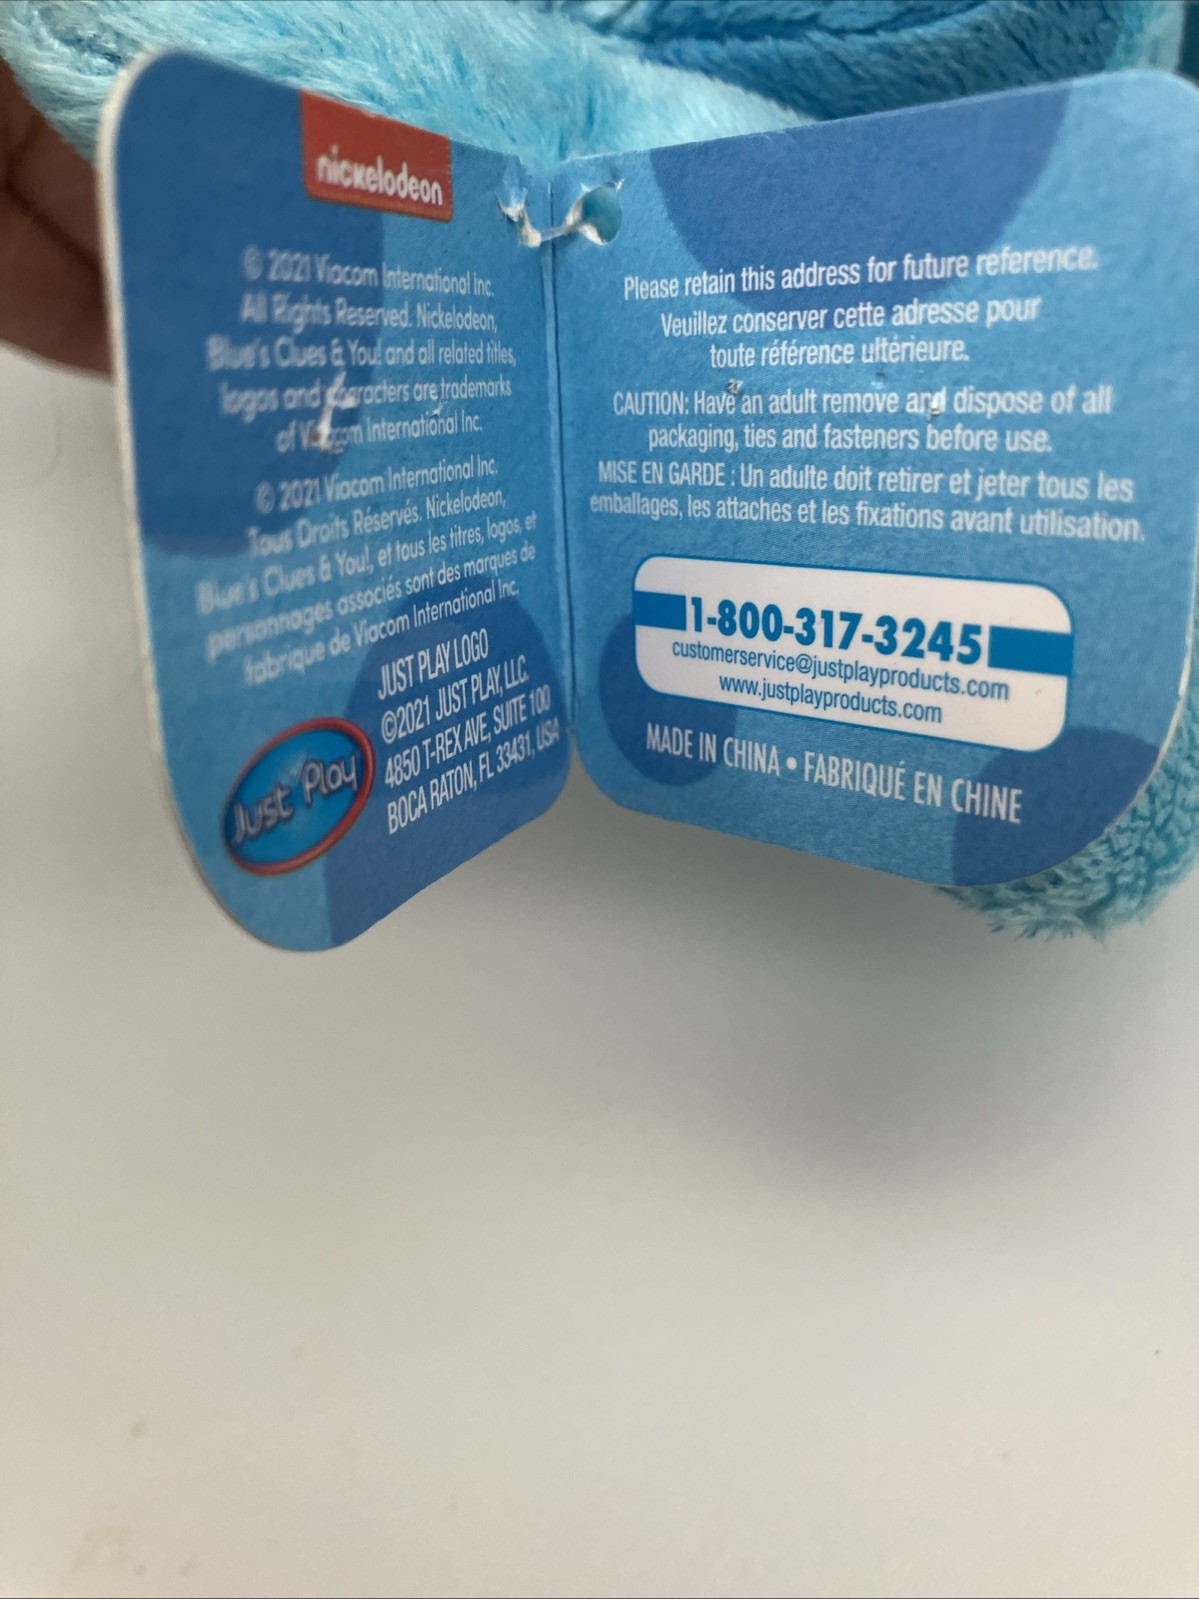 nickelodeon
© 2021 Viacom International Inc.
All Rights Reserved. Nickelodeon,
Blue's Clues & You! and all related titles,
logos and characters are trademarks
of Viacom International Inc.
© 2021 Viacom International Inc.
Tous Droits Réservés. Nickelodeon,
Blue's Clues & You!, et tous les titres, logos, et
personnages associés sont des marques de
fabrique de Viacom International Inc.
Just Play
JUST PLAY LOGO
©2021 JUST PLAY, LLC.
4850 T-REX AVE, SUITE 100
BOCA RATON, FL 33431, USA
Please retain this address for future reference.
Veuillez conserver cette adresse pour
toute référence ultérieure.
CAUTION: Have an adult remove and dispose of all
packaging, ties and fasteners before use.
MISE EN GARDE : Un adulte doit retirer et jeter tous les
emballages, les attaches et les fixations avant utilisation.
1-800-317-3245
customerservice@justplayproducts.com
www.justplayproducts.com
MADE IN CHINA • FABRIQUÉ EN CHINE